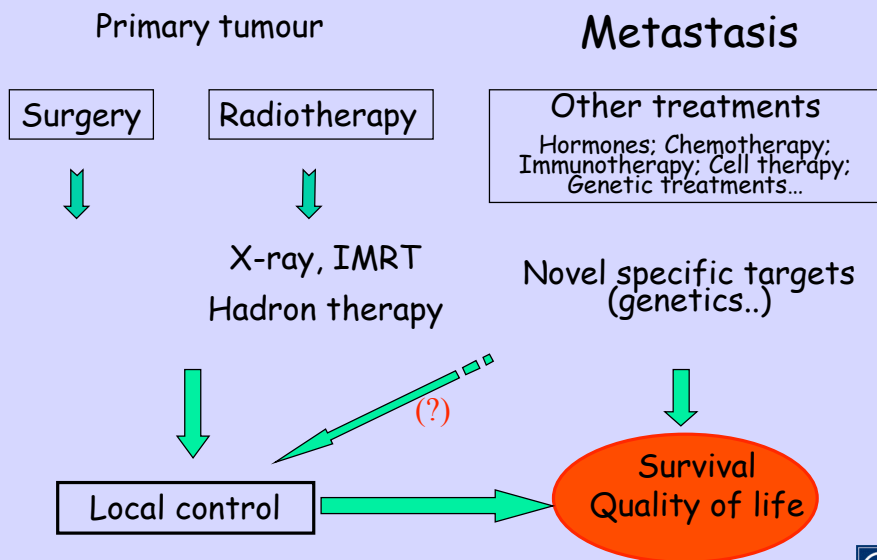 Primary tumour
Metastasis
Surgery
Radiotherapy
Other treatments
Hormones; Chemotherapy;
Immunotherapy; Cell therapy;
Genetic treatments…
X-ray, IMRT
Hadron therapy
Novel specific targets
(genetics..)
(?)
Local control
Survival
Quality of life